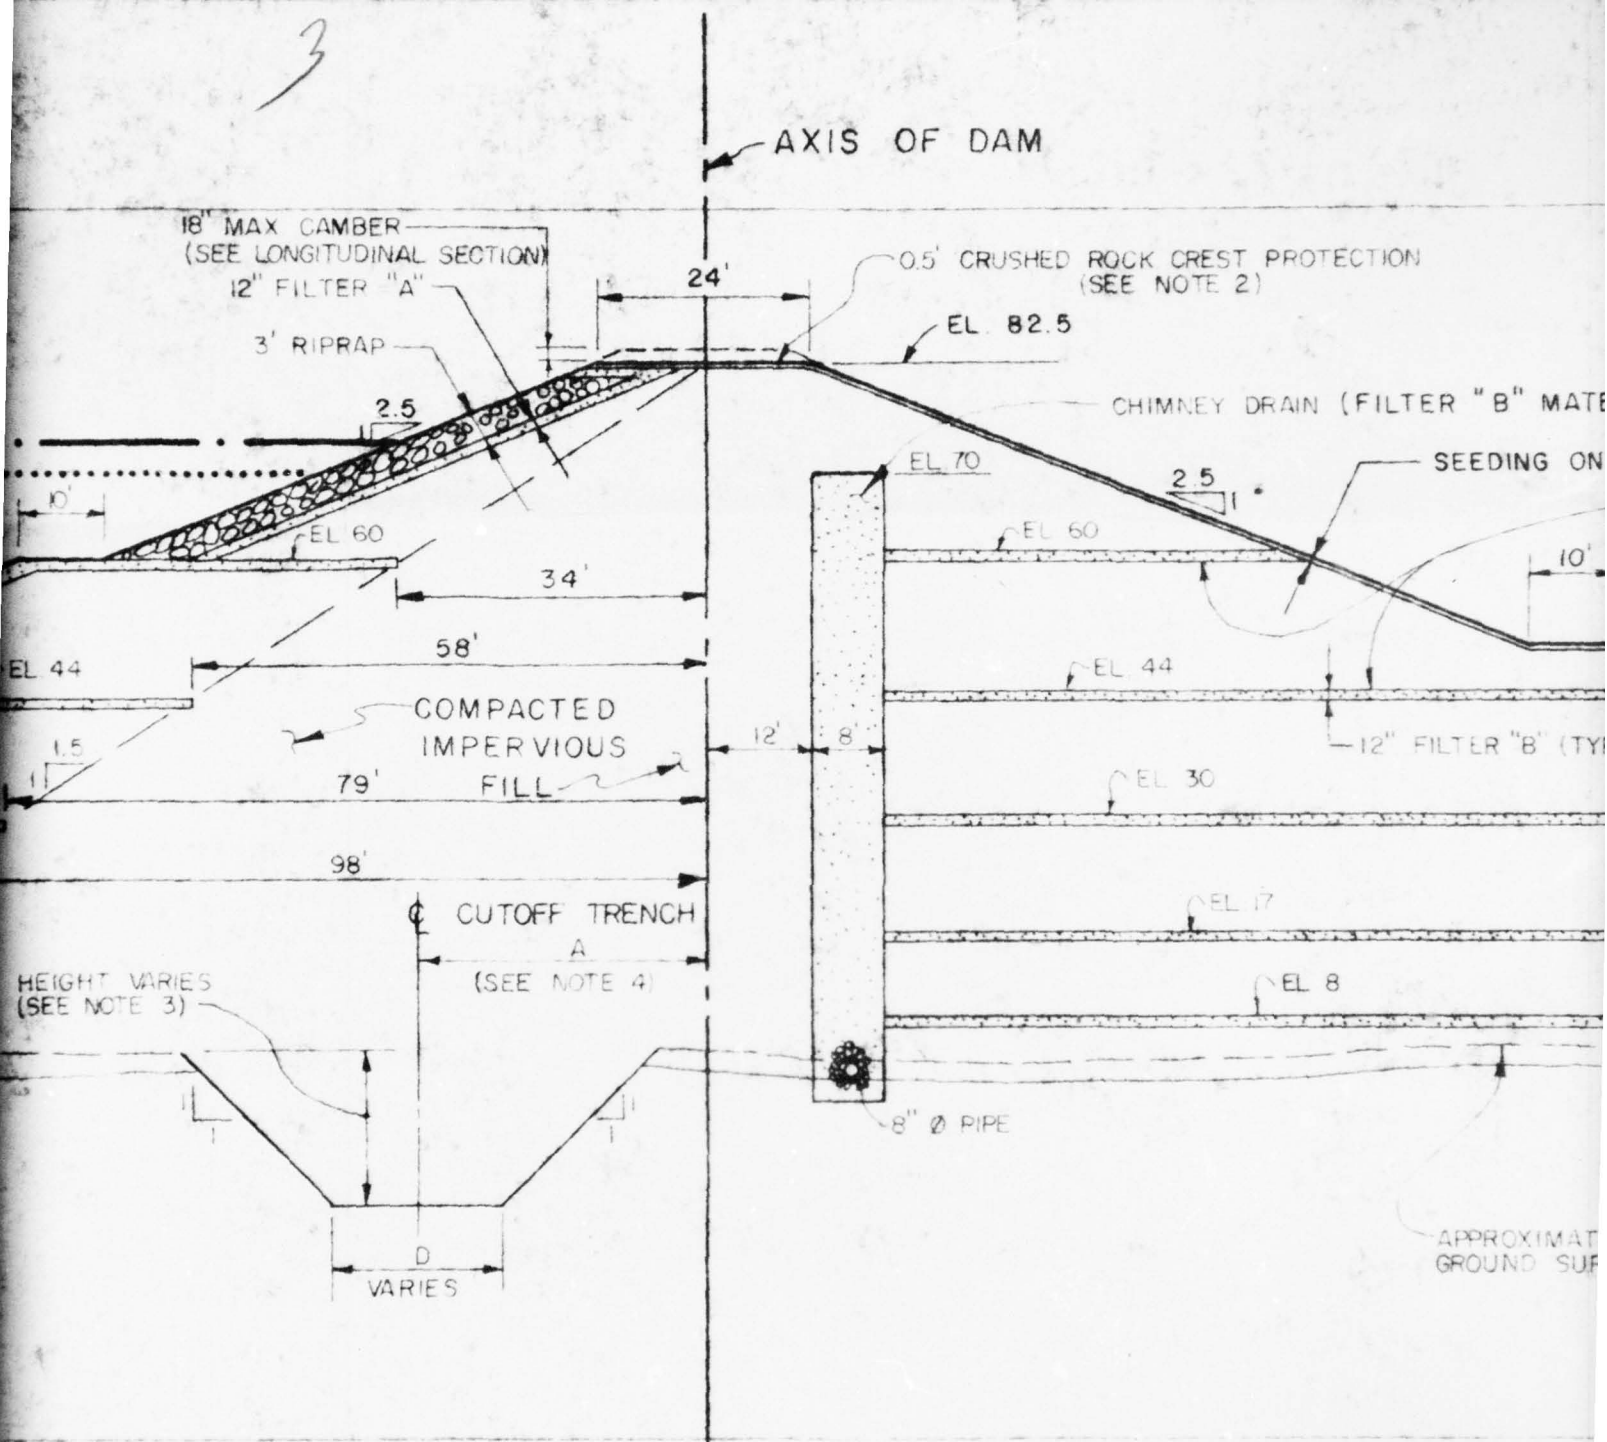 3
AXIS OF DAM
18" MAX CAMBER
(SEE LONGITUDINAL SECTION)
12" FILTER "A"
3' RIPRAP
24'
0.5' CRUSHED ROCK CREST PROTECTION
(SEE NOTE 2)
EL 82.5
CHIMNEY DRAIN (FILTER "B" MATE
2.5
1
EL 70
SEEDING ON
2.5
1
10'
EL 60
EL 60
10'
34'
58'
EL 44
EL 44
COMPACTED
IMPERVIOUS
FILL
12'
8'
12" FILTER "B" (TYP
1.5
1
79'
EL 30
98'
℄ CUTOFF TRENCH
A
(SEE NOTE 4)
EL 17
HEIGHT VARIES
(SEE NOTE 3)
EL 8
1
1
1
1
8" Ø PIPE
D
VARIES
APPROXIMAT
GROUND SUR